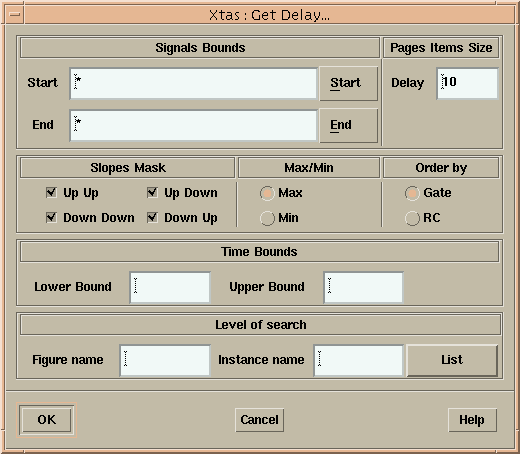 Xtas : Get Delay...
Signals Bounds
Pages Items Size
Start * Start
Delay 10
End * End
Slopes Mask
Max/Min
Order by
Up Up Up Down
Max
Gate
Down Down Down Up
Min
RC
Time Bounds
Lower Bound Upper Bound
Level of search
Figure name Instance name List
OK Cancel Help